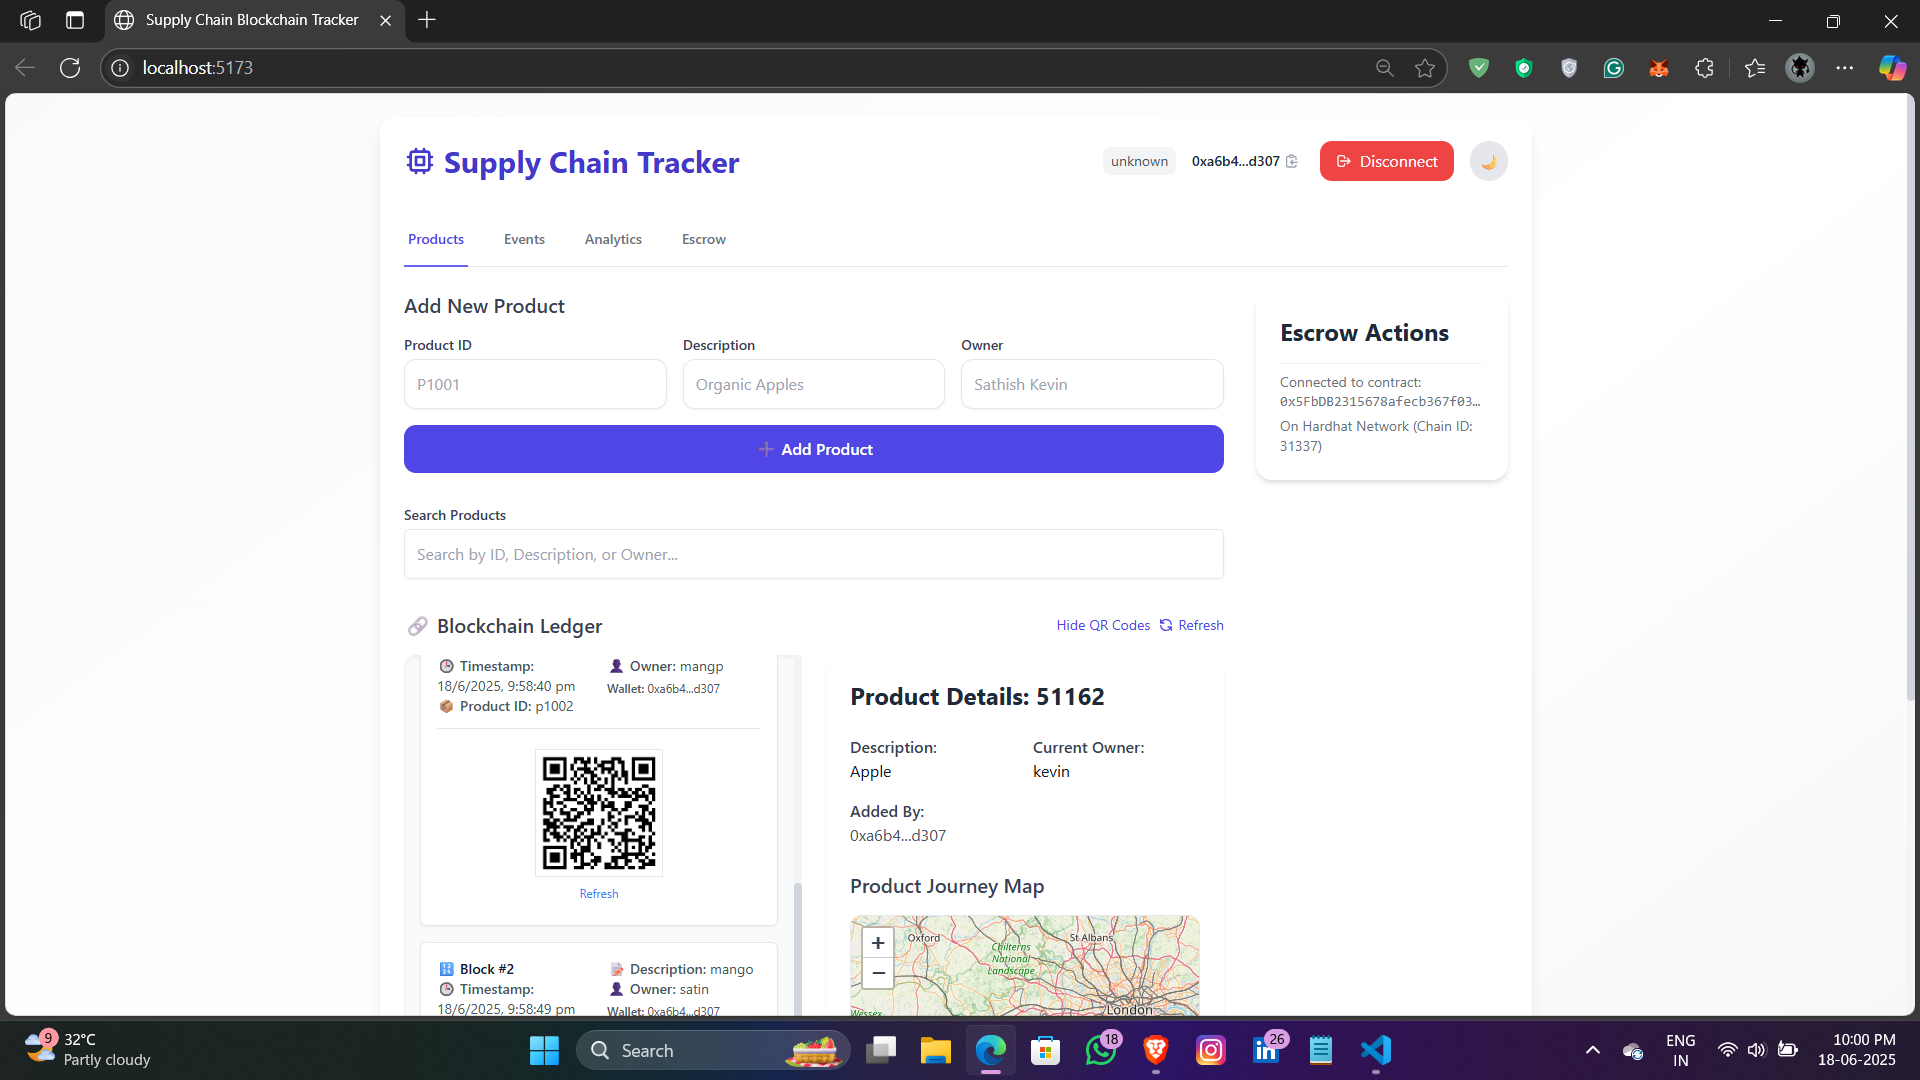 Supply Chain Blockchain Tracker
localhost:5173
Supply Chain Tracker
unknown
0xa6b4...d307
Disconnect
Products
Events
Analytics
Escrow
Add New Product
Product ID
Description
Owner
P1001
Organic Apples
Sathish Kevin
Add Product
Escrow Actions
Connected to contract:
0x5FbDB2315678afecb367f03…
On Hardhat Network (Chain ID:
31337)
Search Products
Search by ID, Description, or Owner...
Blockchain Ledger
Hide QR Codes
Refresh
Timestamp:
18/6/2025, 9:58:40 pm
Product ID: p1002
Owner: mangp
Wallet: 0xa6b4...d307
Refresh
Block #2
Timestamp:
18/6/2025, 9:58:49 pm
Description: mango
Owner: satin
Wallet: 0xa6b4...d307
Product Details: 51162
Description:
Apple
Current Owner:
kevin
Added By:
0xa6b4...d307
Product Journey Map
+
−
Oxford
Chilterns
National
Landscape
St Albans
London
Wessex
9
32°C
Partly cloudy
Search
18
26
ENG
IN
10:00 PM
18-06-2025